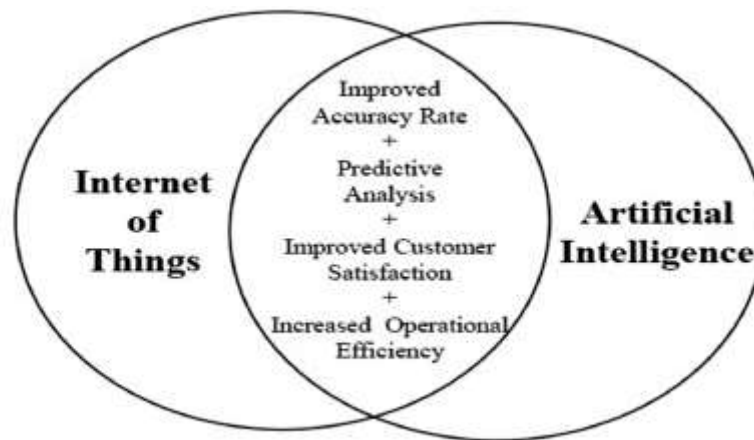 Internet
of
Things
Improved
Accuracy Rate
+
Predictive
Analysis
+
Improved Customer
Satisfaction
+
Increased Operational
Efficiency
Artificial
Intelligence